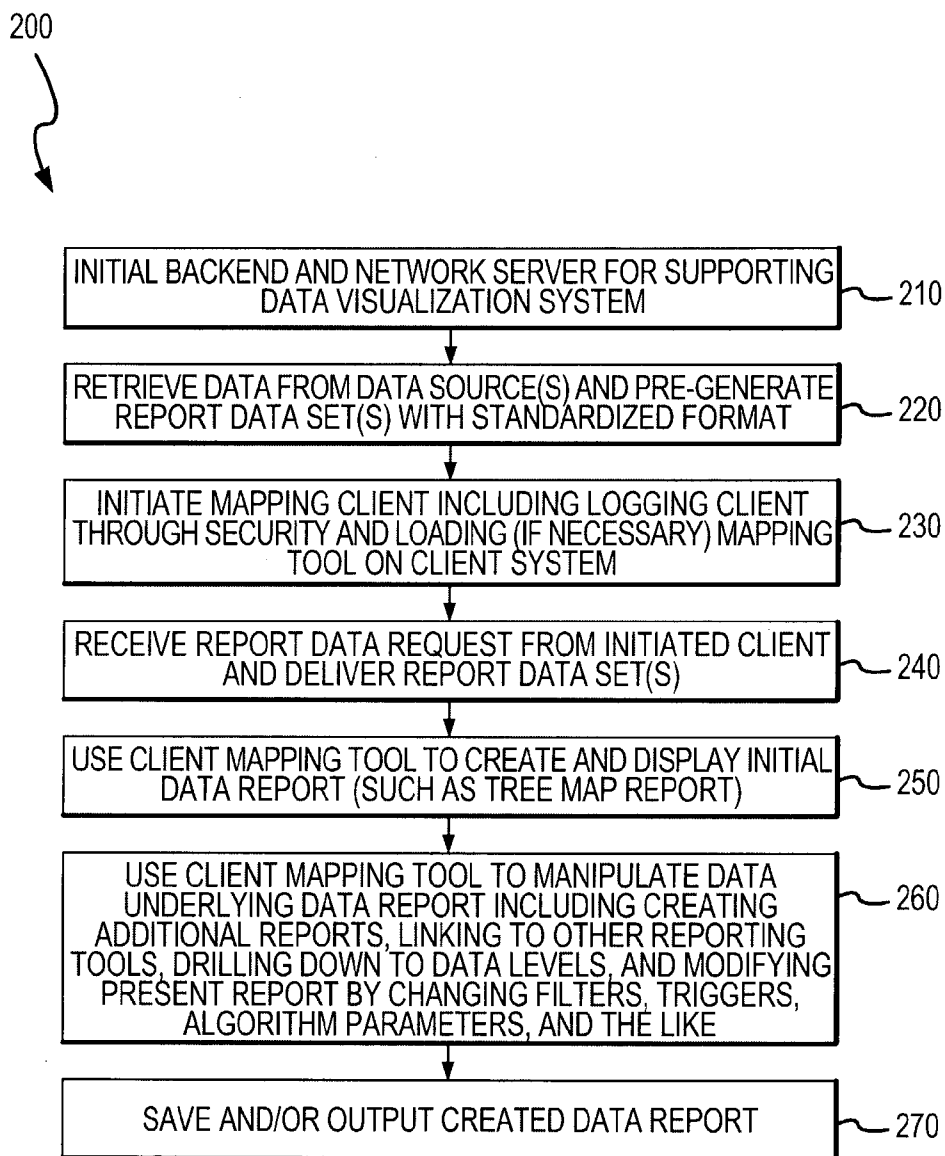 200
INITIAL BACKEND AND NETWORK SERVER FOR SUPPORTING
DATA VISUALIZATION SYSTEM
210
RETRIEVE DATA FROM DATA SOURCE(S) AND PRE-GENERATE
REPORT DATA SET(S) WITH STANDARDIZED FORMAT
220
INITIATE MAPPING CLIENT INCLUDING LOGGING CLIENT
THROUGH SECURITY AND LOADING (IF NECESSARY) MAPPING
TOOL ON CLIENT SYSTEM
230
RECEIVE REPORT DATA REQUEST FROM INITIATED CLIENT
AND DELIVER REPORT DATA SET(S)
240
USE CLIENT MAPPING TOOL TO CREATE AND DISPLAY INITIAL
DATA REPORT (SUCH AS TREE MAP REPORT)
250
USE CLIENT MAPPING TOOL TO MANIPULATE DATA
UNDERLYING DATA REPORT INCLUDING CREATING
ADDITIONAL REPORTS, LINKING TO OTHER REPORTING
TOOLS, DRILLING DOWN TO DATA LEVELS, AND MODIFYING
PRESENT REPORT BY CHANGING FILTERS, TRIGGERS,
ALGORITHM PARAMETERS, AND THE LIKE
260
SAVE AND/OR OUTPUT CREATED DATA REPORT
270